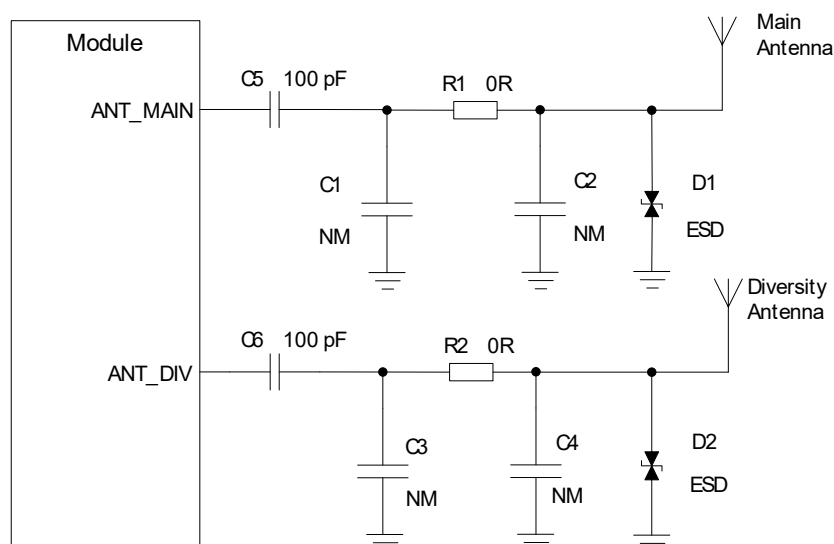 Module
Main
Antenna
C5 100 pF
R1 0R
ANT_MAIN
C1
C2
D1
NM
NM
ESD
Diversity
Antenna
C6 100 pF
R2 0R
ANT_DIV
C3
C4
D2
NM
NM
ESD